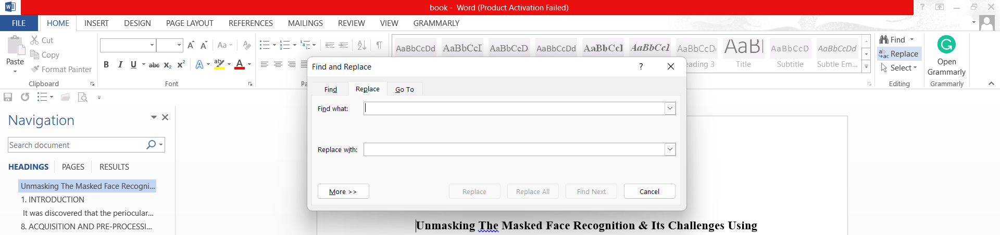 book - Word (Product Activation Failed)
FILE HOME INSERT DESIGN PAGE LAYOUT REFERENCES MAILINGS REVIEW VIEW GRAMMARLY
Paste
Cut
Copy
Format Painter
Clipboard
Aa
B I U abc X₂ X² A ab A
Font
AaBbCcDd AaBbCcI AaBbCcD AaBbCcDd AaBbCcI AaBbCcI AaBbCcD AaBl AaBbCcD AaBbCcDd
eading 3 Title Subtitle Subtle Em...
Find
Replace
Select
Editing
Open
Grammarly
Grammarly
Find and Replace
Find Replace Go To
Find what:
Replace with:
More >> Replace Replace All Find Next Cancel
Navigation
Search document
HEADINGS PAGES RESULTS
Unmasking The Masked Face Recogni...
1. INTRODUCTION
It was discovered that the periocular...
8. ACQUISITION AND PRE-PROCESSI...
Unmasking The Masked Face Recognition & Its Challenges Using